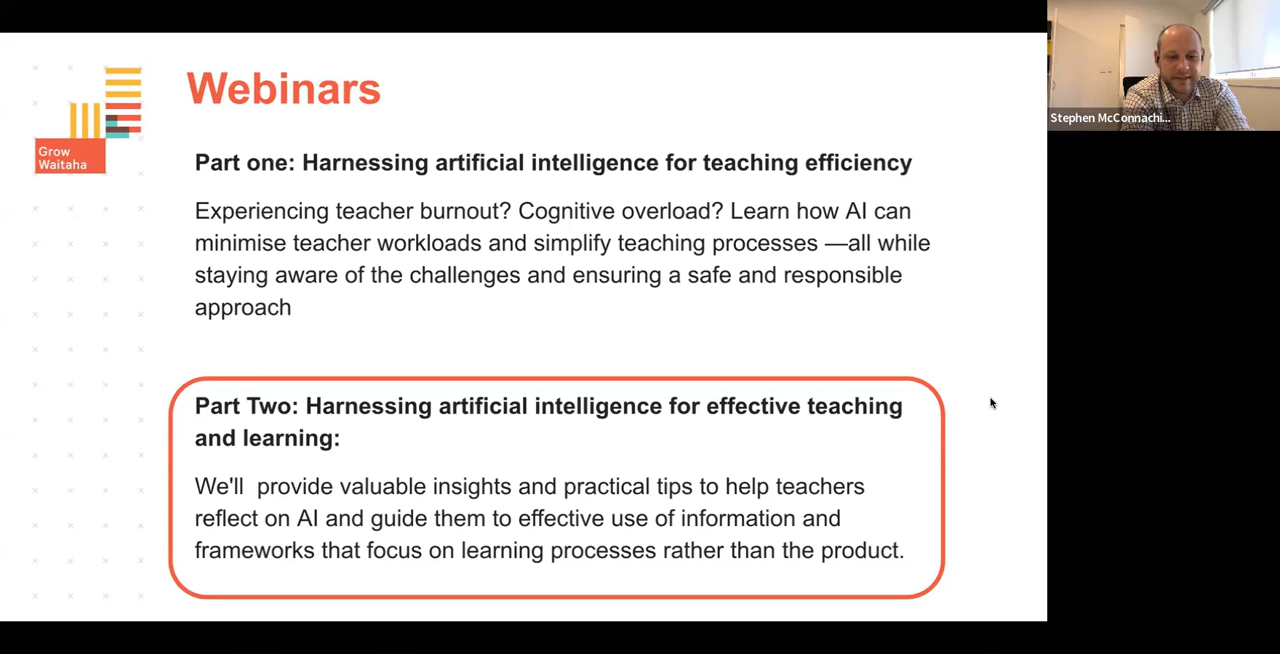 Webinars
Grow
Waitaha
Part one: Harnessing artificial intelligence for teaching efficiency
Experiencing teacher burnout? Cognitive overload? Learn how AI can
minimise teacher workloads and simplify teaching processes —all while
staying aware of the challenges and ensuring a safe and responsible
approach
Part Two: Harnessing artificial intelligence for effective teaching
and learning:
We'll  provide valuable insights and practical tips to help teachers
reflect on AI and guide them to effective use of information and
frameworks that focus on learning processes rather than the product.
Stephen McConnachi...